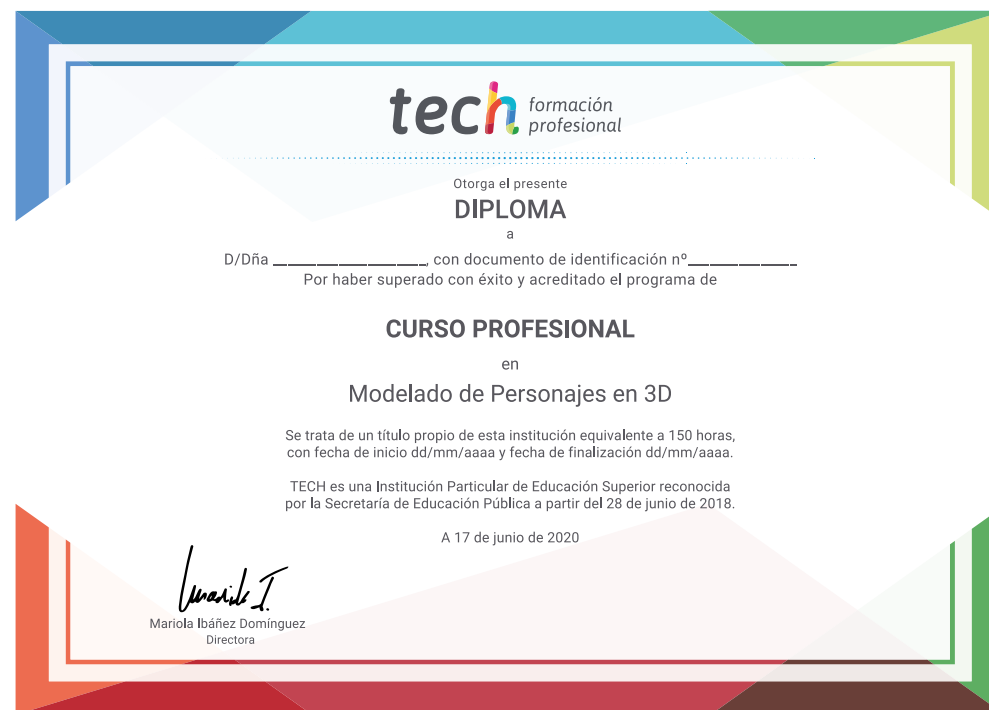 tech formación
profesional
Otorga el presente
DIPLOMA
a
D/Dña ____________________, con documento de identificación nº______________
Por haber superado con éxito y acreditado el programa de
CURSO PROFESIONAL
en
Modelado de Personajes en 3D
Se trata de un título propio de esta institución equivalente a 150 horas,
con fecha de inicio dd/mm/aaaa y fecha de finalización dd/mm/aaaa.
TECH es una Institución Particular de Educación Superior reconocida
por la Secretaría de Educación Pública a partir del 28 de junio de 2018.
A 17 de junio de 2020
Mariola Ibáñez Domínguez
Directora